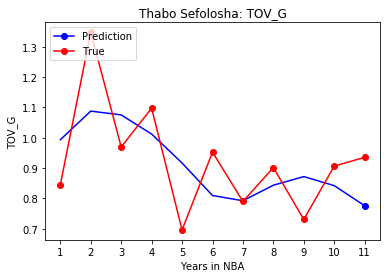 Thabo Sefolosha: TOV_G
Prediction
True
1.3
1.2
1.1
1.0
0.9
0.8
0.7
TOV_G
1 2 3 4 5 6 7 8 9 10 11
Years in NBA